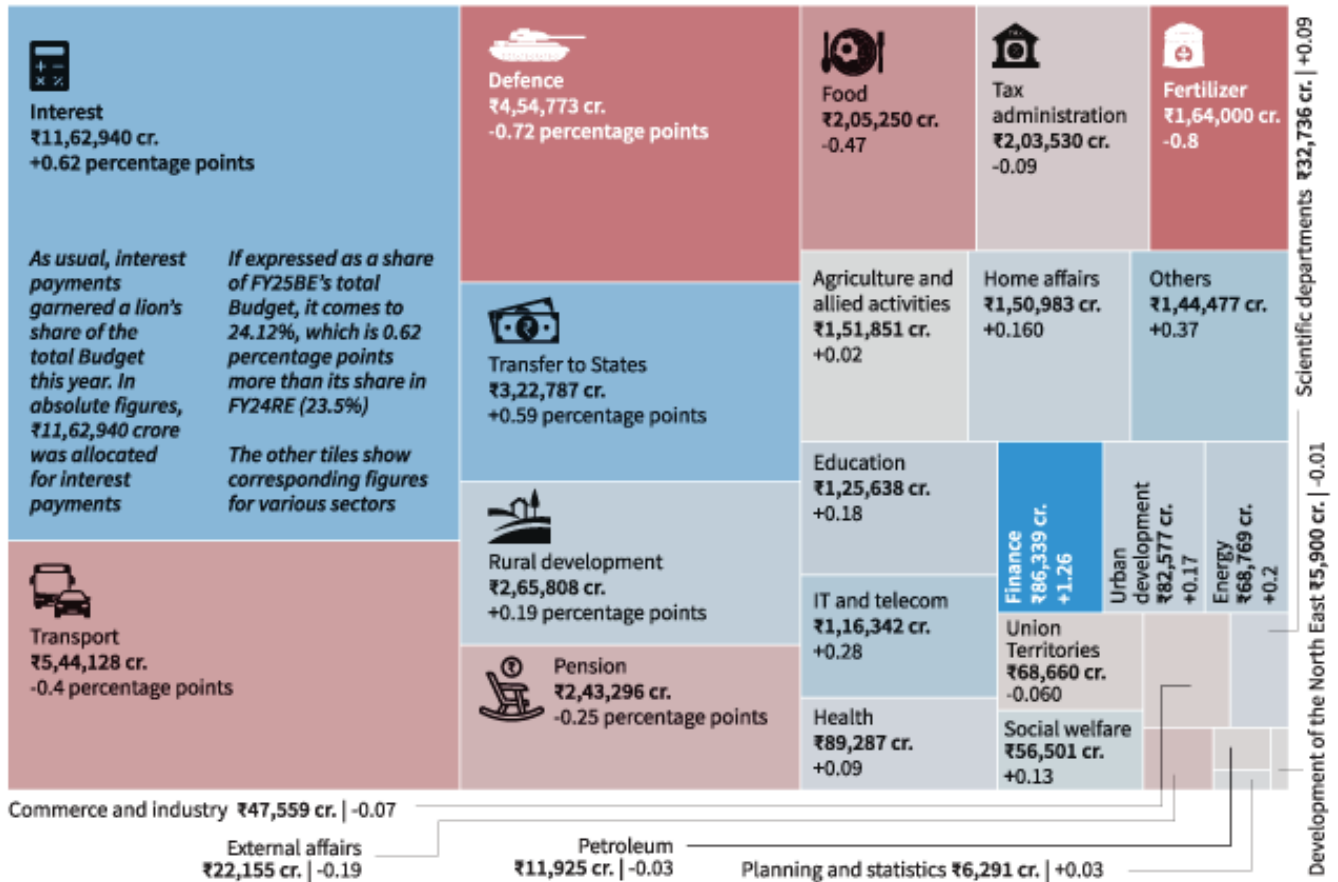 Interest
₹11,62,940 cr.
+0.62 percentage points
As usual, interest
payments
garnered a lion's
share of the
total Budget
this year. In
absolute figures,
₹11,62,940 crore
was allocated
for interest
payments
If expressed as a share
of FY25BE's total
Budget, it comes to
24.12%, which is 0.62
percentage points
more than its share in
FY24RE (23.5%)
The other tiles show
corresponding figures
for various sectors
Transport
₹5,44,128 cr.
-0.4 percentage points
Defence
₹4,54,773 cr.
-0.72 percentage points
Transfer to States
₹3,22,787 cr.
+0.59 percentage points
Rural development
₹2,65,808 cr.
+0.19 percentage points
Pension
₹2,43,296 cr.
-0.25 percentage points
Food
₹2,05,250 cr.
-0.47
Tax
administration
₹2,03,530 cr.
-0.09
Fertilizer
₹1,64,000 cr.
-0.8
Agriculture and
allied activities
₹1,51,851 cr.
+0.02
Home affairs
₹1,50,983 cr.
+0.160
Others
₹1,44,477 cr.
+0.37
Education
₹1,25,638 cr.
+0.18
IT and telecom
₹1,16,342 cr.
+0.28
Health
₹89,287 cr.
+0.09
Finance
₹86,339 cr.
+1.26
Urban
development
₹82,577 cr.
+0.17
Energy
₹68,769 cr.
+0.2
Union
Territories
₹68,660 cr.
-0.060
Social welfare
₹56,501 cr.
+0.13
Scientific departments ₹32,736 cr. | +0.09
Development of the North East ₹5,900 cr. | -0.01
Commerce and industry ₹47,559 cr. | -0.07
External affairs
₹22,155 cr. | -0.19
Petroleum
₹11,925 cr. | -0.03
Planning and statistics ₹6,291 cr. | +0.03